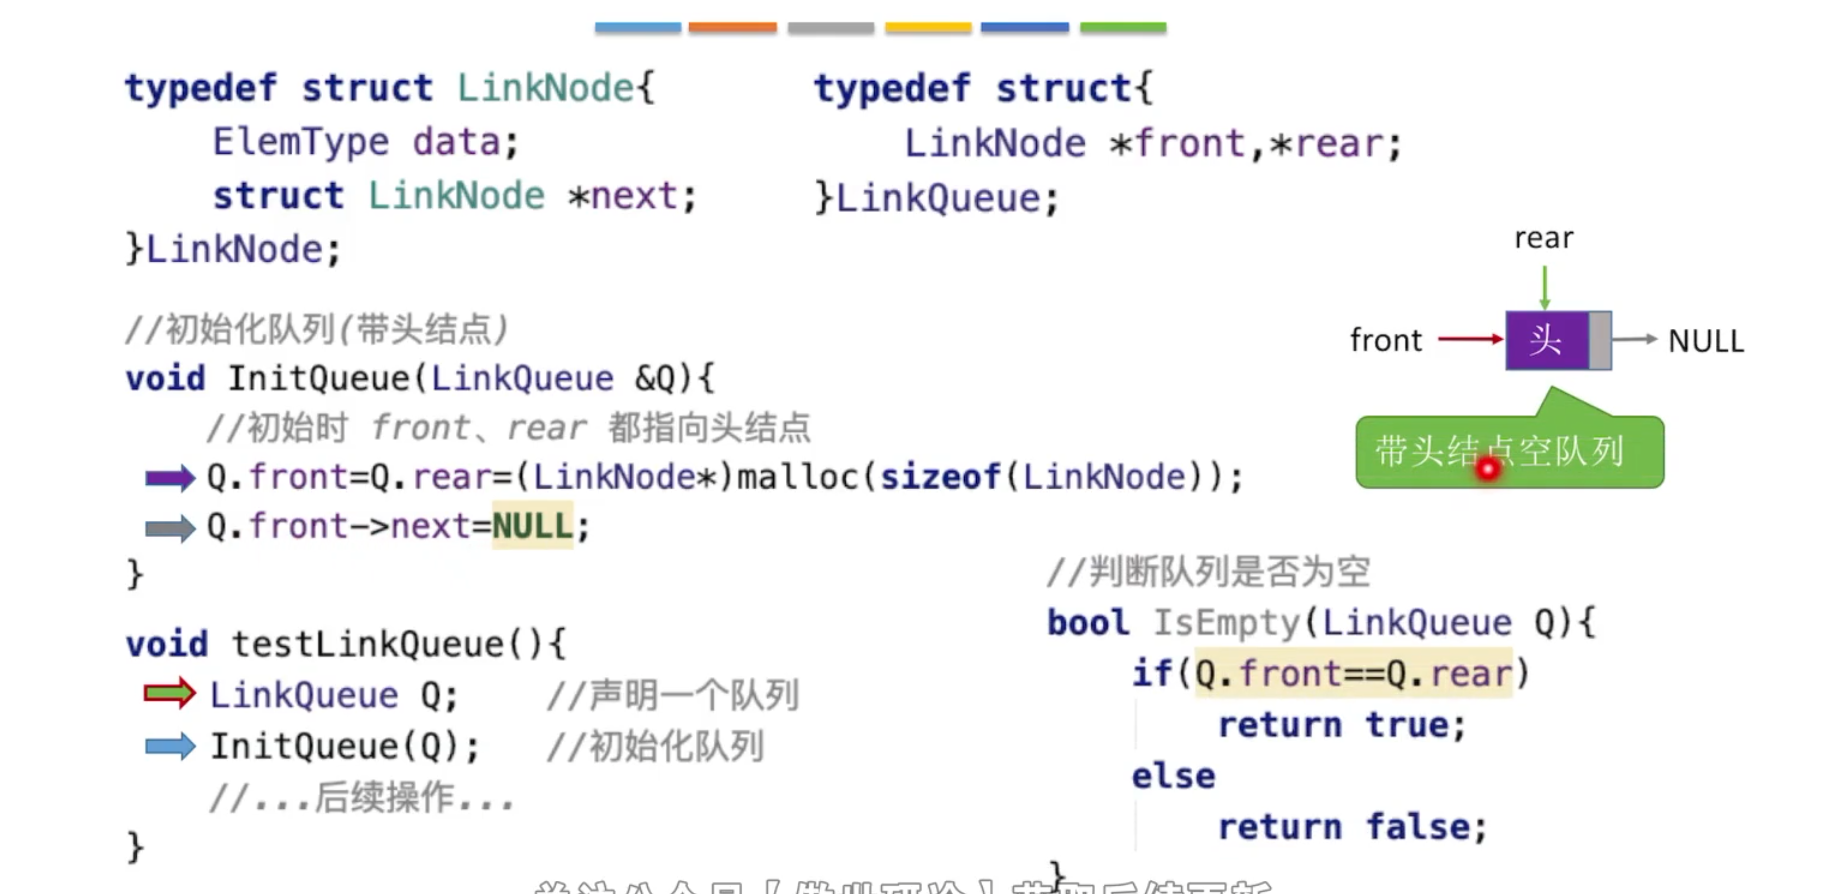 typedef struct LinkNode{
    ElemType data;
    struct LinkNode *next;
}LinkNode;
typedef struct{
    LinkNode *front,*rear;
}LinkQueue;
rear
front
头
NULL
带头结点空队列
//初始化队列(带头结点)
void InitQueue(LinkQueue &Q){
    //初始时 front、rear 都指向头结点
    Q.front=Q.rear=(LinkNode*)malloc(sizeof(LinkNode));
    Q.front->next=NULL;
}
void testLinkQueue(){
    LinkQueue Q;    //声明一个队列
    InitQueue(Q);   //初始化队列
    //...后续操作...
}
//判断队列是否为空
bool IsEmpty(LinkQueue Q){
    if(Q.front==Q.rear)
        return true;
    else
        return false;
}